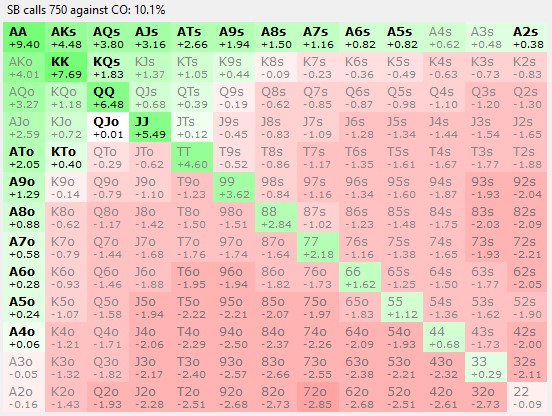 SB calls 750 against CO: 10.1%
AA AKs AQs AJs ATs A9s A8s A7s A6s A5s A4s A3s A2s
+9.40 +4.48 +3.80 +3.16 +2.66 +1.94 +1.50 +1.16 +0.82 +0.82 +0.62 +0.48 +0.38
AKo KK KQs KJs KTs K9s K8s K7s K6s K5s K4s K3s K2s
+4.01 +7.69 +1.83 +1.37 +1.05 +0.44 -0.09 -0.23 -0.36 -0.49 -0.63 -0.73 -0.83
AQo KQo QQ QJs QTs Q9s Q8s Q7s Q6s Q5s Q4s Q3s Q2s
+3.27 +1.18 +6.48 +0.68 +0.39 -0.19 -0.62 -0.85 -0.87 -0.98 -1.10 -1.20 -1.30
AJo KJo QJo JJ JTs J9s J8s J7s J6s J5s J4s J3s J2s
+2.59 +0.72 +0.01 +5.49 +0.12 -0.45 -0.83 -1.09 -1.28 -1.34 -1.44 -1.54 -1.65
ATo KTo QTo JTo TT T9s T8s T7s T6s T5s T4s T3s T2s
+2.05 +0.40 -0.29 -0.62 +4.60 -0.52 -0.86 -1.15 -1.41 -1.61 -1.67 -1.77 -1.88
A9o K9o Q9o J9o T9o 99 98s 97s 96s 95s 94s 93s 92s
+1.29 -0.14 -0.79 -1.10 -1.23 +3.62 -0.84 -1.16 -1.34 -1.60 -1.87 -1.93 -2.04
A8o K8o Q8o J8o T8o 98o 88 87s 86s 85s 84s 83s 82s
+0.88 -0.62 -1.17 -1.42 -1.50 -1.51 +2.84 -1.02 -1.23 -1.48 -1.75 -2.03 -2.09
A7o K7o Q7o J7o T7o 97o 87o 77 76s 75s 74s 73s 72s
+0.58 -0.79 -1.44 -1.68 -1.76 -1.74 -1.64 +2.18 -1.16 -1.38 -1.65 -1.93 -2.21
A6o K6o Q6o J6o T6o 96o 86o 76o 66 65s 64s 63s 62s
+0.28 -0.93 -1.46 -1.88 -1.95 -1.94 -1.82 -1.73 +1.62 -1.25 -1.50 -1.77 -2.05
A5o K5o Q5o J5o T5o 95o 85o 75o 65o 55 54s 53s 52s
+0.24 -1.07 -1.58 -1.94 -2.22 -2.21 -2.07 -1.97 -1.83 +1.12 -1.36 -1.62 -1.90
A4o K4o Q4o J4o T4o 94o 84o 74o 64o 54o 44 43s 42s
+0.06 -1.21 -1.71 -2.06 -2.29 -2.50 -2.37 -2.26 -2.09 -1.93 +0.68 -1.73 -2.00
A3o K3o Q3o J3o T3o 93o 83o 73o 63o 53o 43o 33 32s
-0.05 -1.32 -1.82 -2.17 -2.40 -2.57 -2.66 -2.55 -2.38 -2.21 -2.32 +0.29 -2.11
A2o K2o Q2o J2o T2o 92o 82o 72o 62o 52o 42o 32o 22
-0.16 -1.43 -1.93 -2.28 -2.51 -2.68 -2.73 -2.85 -2.68 -2.51 -2.61 -2.73 -0.09